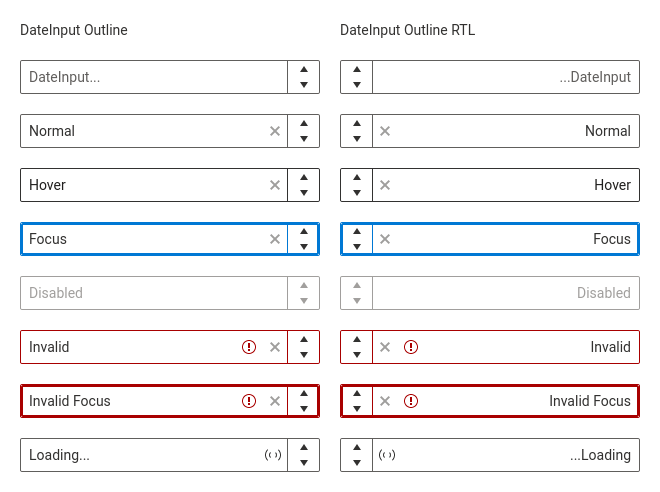 DateInput Outline
DateInput Outline RTL
DateInput...
...DateInput
Normal
Normal
Hover
Hover
Focus
Focus
Disabled
Disabled
Invalid
Invalid
Invalid Focus
Invalid Focus
Loading...
...Loading